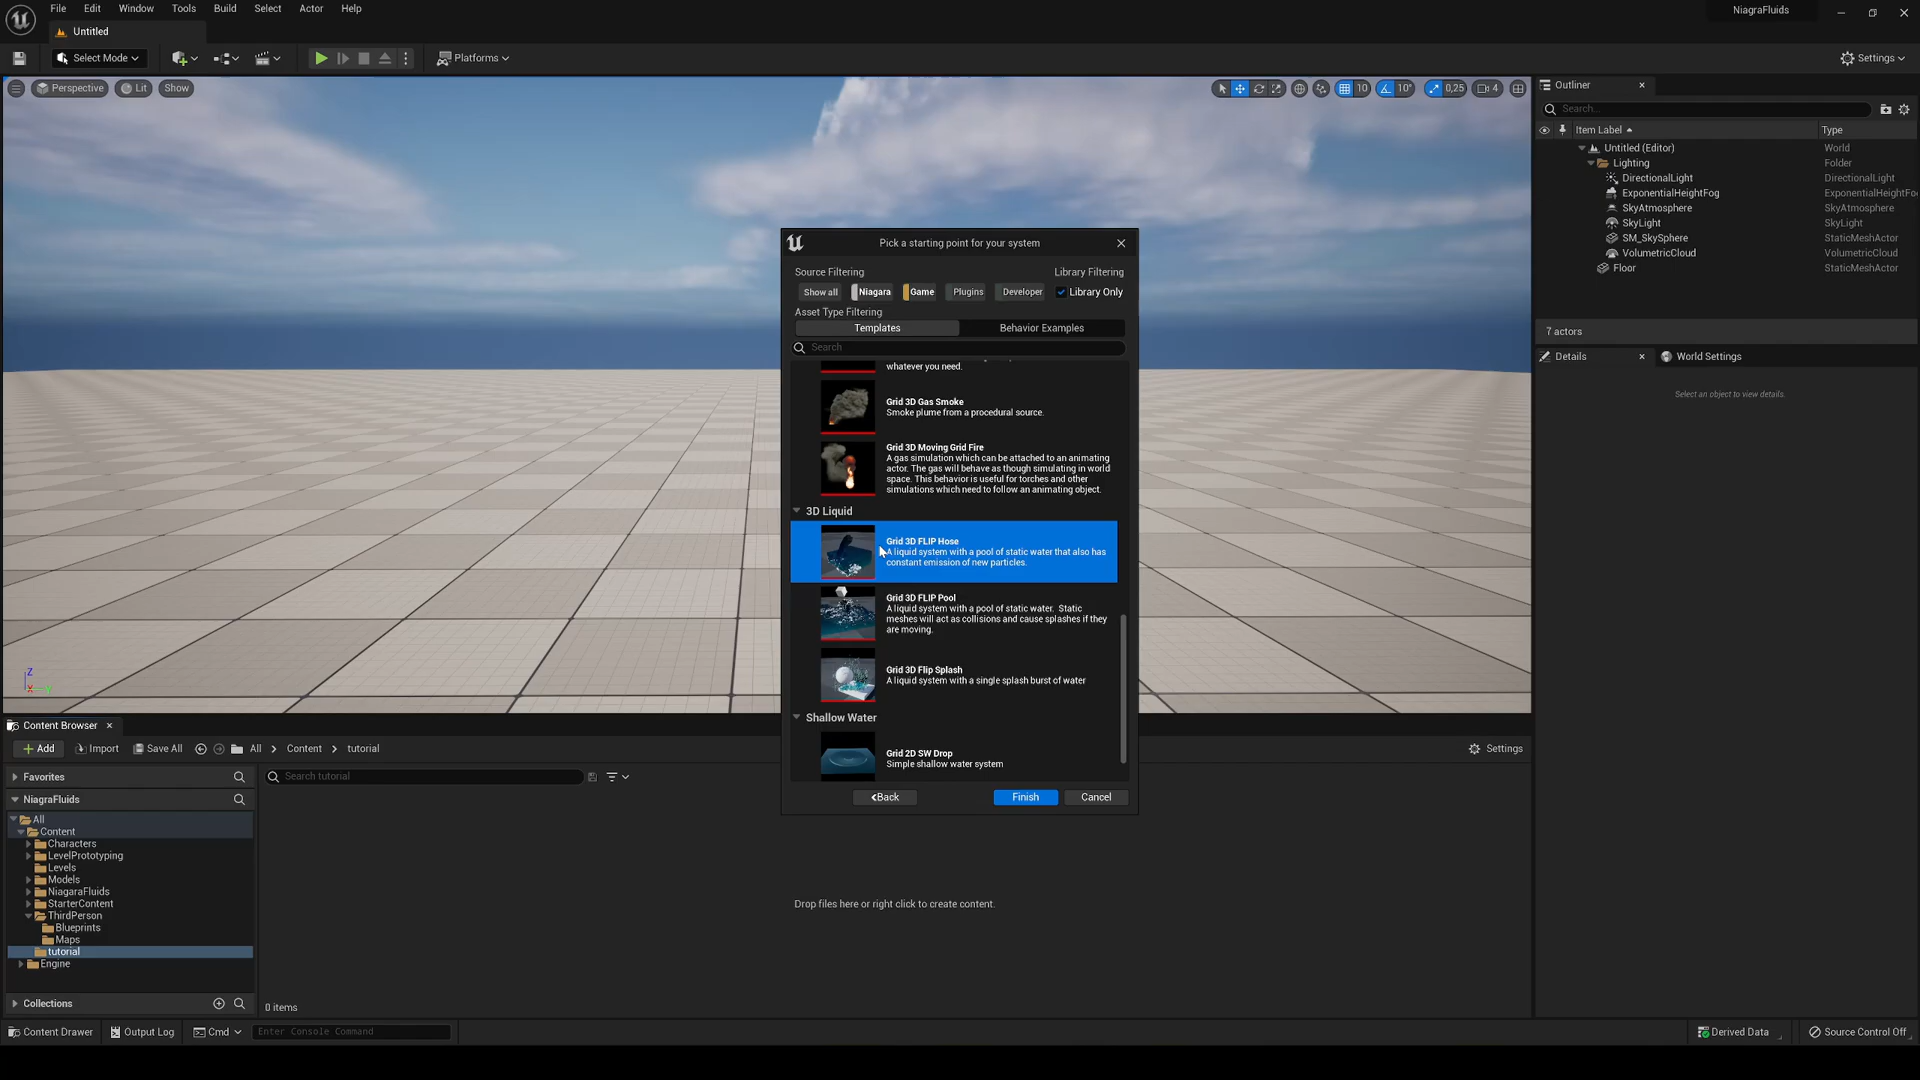 File Edit Window Tools Build Select Actor Help
NiagraFluids
Untitled
Select Mode
Platforms
Settings
Perspective Lit Show
10 10° 0,25 4
Outliner
Search...
Item Label Type
Untitled (Editor) World
Lighting Folder
DirectionalLight DirectionalLight
ExponentialHeightFog ExponentialHeightFo
SkyAtmosphere SkyAtmosphere
SkyLight SkyLight
SM_SkySphere StaticMeshActor
VolumetricCloud VolumetricCloud
Floor StaticMeshActor
7 actors
Details World Settings
Select an object to view details.
Pick a starting point for your system
Source Filtering Library Filtering
Show all Niagara Game Plugins Developer Library Only
Asset Type Filtering
Templates Behavior Examples
Search
whatever you need.
Grid 3D Gas Smoke
Smoke plume from a procedural source.
Grid 3D Moving Grid Fire
A gas simulation which can be attached to an animating
actor. The gas will behave as though simulating in world
space. This behavior is useful for torches and other
simulations which need to follow an animating object.
3D Liquid
Grid 3D FLIP Hose
A liquid system with a pool of static water that also has
constant emission of new particles.
Grid 3D FLIP Pool
A liquid system with a pool of static water. Static
meshes will act as collisions and cause splashes if they
are moving.
Grid 3D Flip Splash
A liquid system with a single splash burst of water
Shallow Water
Grid 2D SW Drop
Simple shallow water system
Back Finish Cancel
Z
X Y
Content Browser
Add Import Save All All Content tutorial Settings
Favorites
Search tutorial
NiagraFluids
All
Content
Characters
LevelPrototyping
Levels
Models
NiagaraFluids
StarterContent
ThirdPerson
Blueprints
Maps
tutorial
Engine
Drop files here or right click to create content.
Collections
0 items
Content Drawer Output Log Cmd Enter Console Command
Derived Data Source Control Off